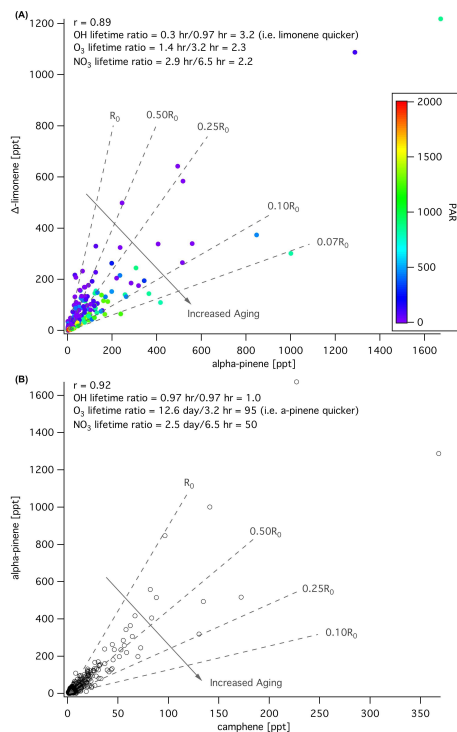 (A)
r = 0.89
OH lifetime ratio = 0.3 hr/0.97 hr = 3.2 (i.e. limonene quicker)
O3 lifetime ratio = 1.4 hr/3.2 hr = 2.3
NO3 lifetime ratio = 2.9 hr/6.5 hr = 2.2
1200
1000
800
600
400
200
0
Δ-limonene [ppt]
R0
0.50R0
0.25R0
0.10R0
0.07R0
Increased Aging
2000
1500
1000
500
0
PAR
0 200 400 600 800 1000 1200 1400 1600
alpha-pinene [ppt]
(B)
r = 0.92
OH lifetime ratio = 0.97 hr/0.97 hr = 1.0
O3 lifetime ratio = 12.6 day/3.2 hr = 95 (i.e. a-pinene quicker)
NO3 lifetime ratio = 2.5 day/6.5 hr = 50
1600
1400
1200
1000
800
600
400
200
0
alpha-pinene [ppt]
R0
0.50R0
0.25R0
0.10R0
Increased Aging
0 50 100 150 200 250 300 350
camphene [ppt]